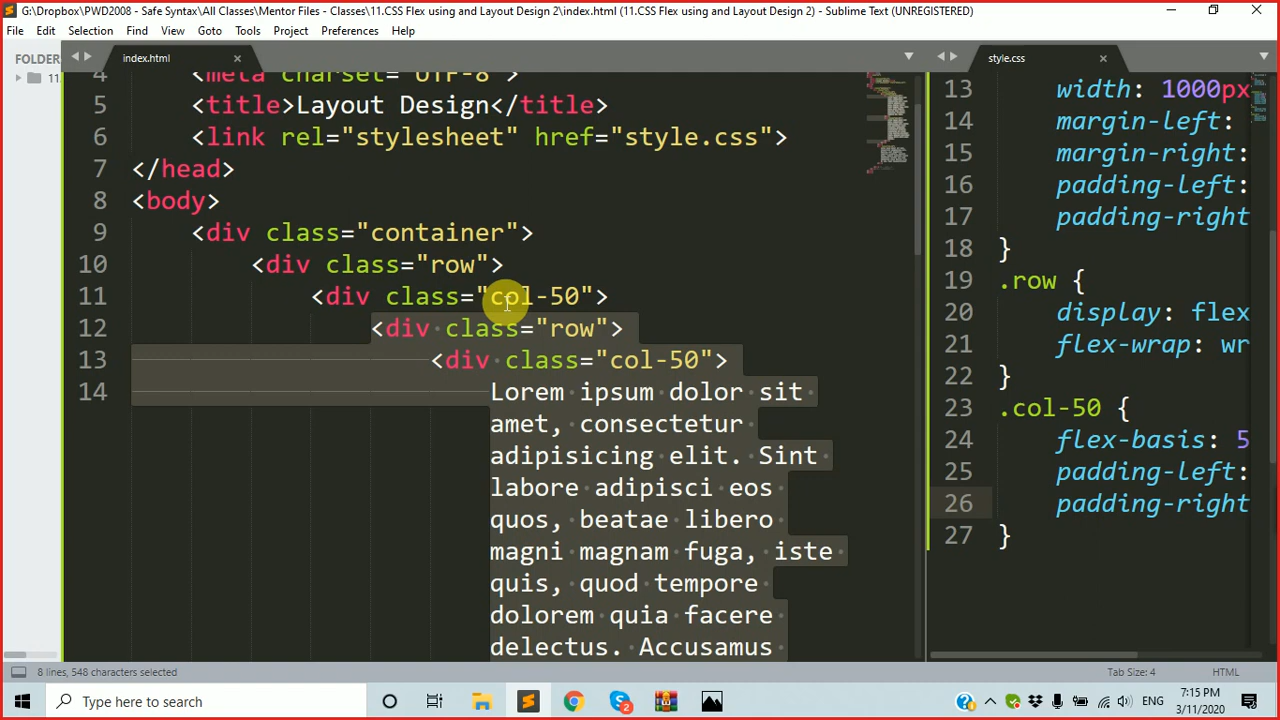 G:\Dropbox\PWD2008 - Safe Syntax\All Classes\Mentor Files - Classes\11.CSS Flex using and Layout Design 2\index.html (11.CSS Flex using and Layout Design 2) - Sublime Text (UNREGISTERED)
File Edit Selection Find View Goto Tools Project Preferences Help
FOLDERS
11.
index.html
4 <meta charset="UTF-8">
5 <title>Layout Design</title>
6 <link rel="stylesheet" href="style.css">
7 </head>
8 <body>
9 <div class="container">
10 <div class="row">
11 <div class="col-50">
12 <div class="row">
13 <div class="col-50">
14 Lorem ipsum dolor sit
amet, consectetur
adipisicing elit. Sint
labore adipisci eos
quos, beatae libero
magni magnam fuga, iste
quis, quod tempore
dolorem quia facere
delectus. Accusamus
style.css
13 width: 1000px
14 margin-left:
15 margin-right:
16 padding-left:
17 padding-right
18 }
19 .row {
20 display: flex
21 flex-wrap: wr
22 }
23 .col-50 {
24 flex-basis: 5
25 padding-left:
26 padding-right
27 }
8 lines, 548 characters selected
Tab Size: 4
HTML
Type here to search
2
ENG
7:15 PM
3/11/2020